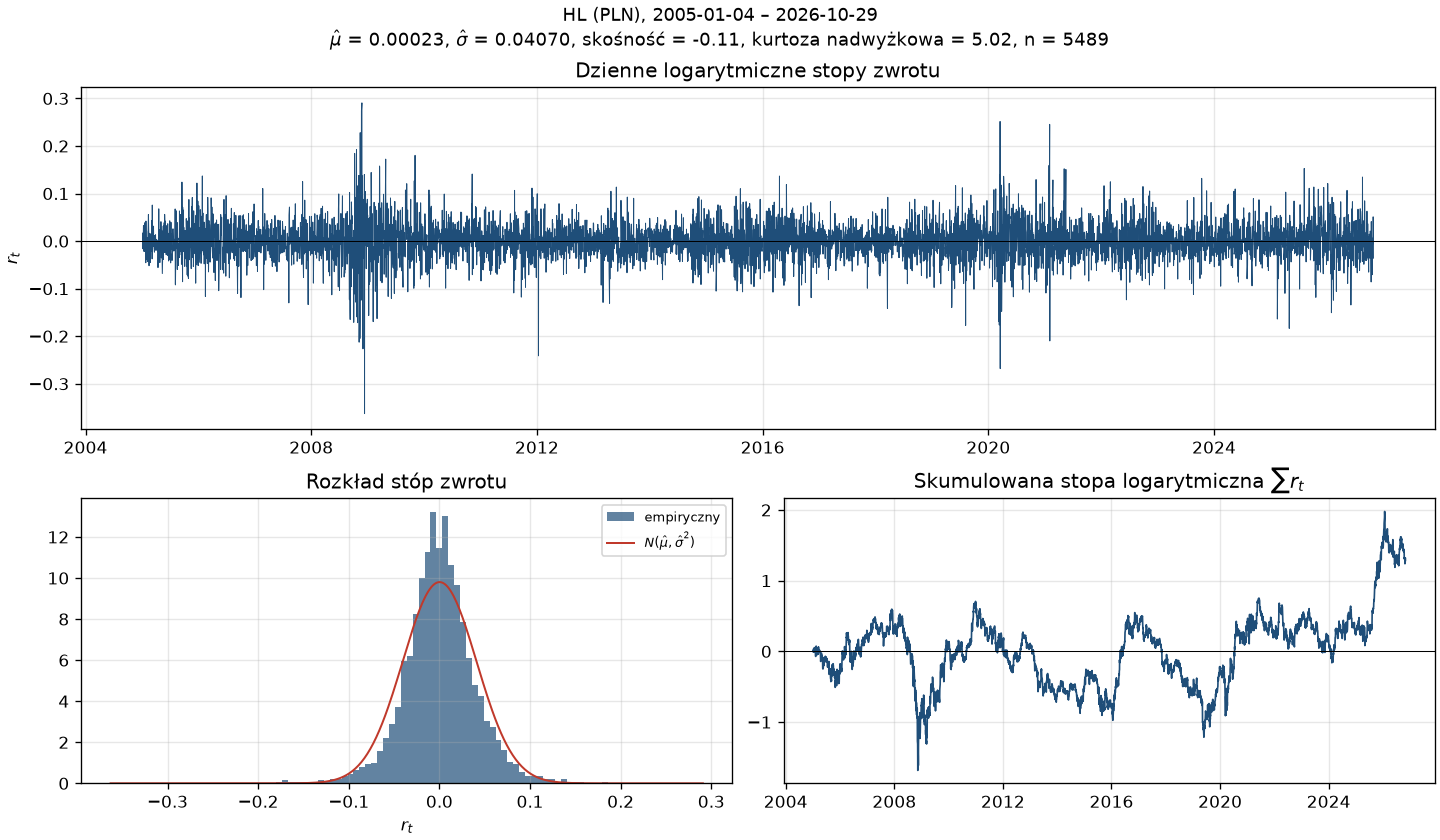 HL (PLN), 2005-01-04 – 2026-10-29
μ̂ = 0.00023, σ̂ = 0.04070, skośność = -0.11, kurtoza nadwyżkowa = 5.02, n = 5489
Dzienne logarytmiczne stopy zwrotu
0.3
0.2
0.1
0.0
−0.1
−0.2
−0.3
r_t
2004 2008 2012 2016 2020 2024
Rozkład stóp zwrotu
12
10
8
6
4
2
0
empiryczny
N(μ̂, σ̂²)
−0.3 −0.2 −0.1 0.0 0.1 0.2 0.3
r_t
Skumulowana stopa logarytmiczna ∑r_t
2
1
0
−1
2004 2008 2012 2016 2020 2024